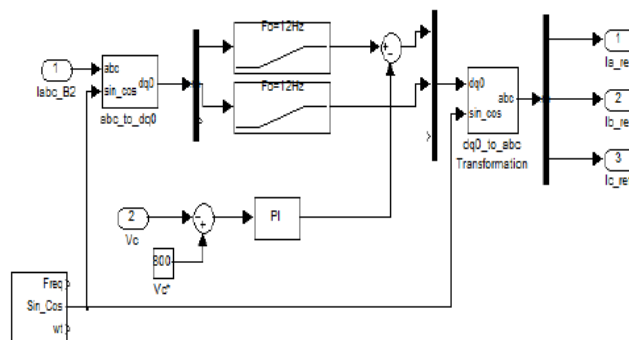 Fo=12Hz
1
Iabc_B2
abc
sin_cos
dq0
abc_to_dq0
Fo=12Hz
dq0
sin_cos
abc
dq0_to_abc
Transformation
1
Ia_re
2
Ib_re
3
Ic_re
2
Vc
PI
800
Vc*
Freq
Sin_Cos
wt